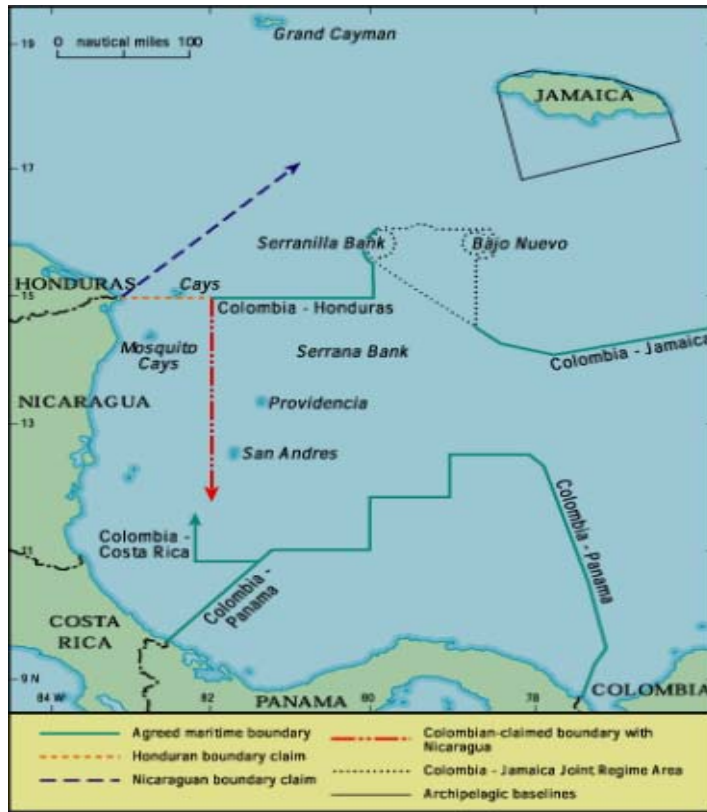 19
0 nautical miles 100
Grand Cayman
JAMAICA
17
Serranilla Bank
Bajo Nuevo
HONDURAS
Cays
15
Colombia - Honduras
Mosquito
Cays
Serrana Bank
Colombia - Jamaica
NICARAGUA
Providencia
13
San Andres
Colombia -
Costa Rica
11
Colombia - Panama
Colombia -
Panama
COSTA
RICA
9 N
84 W
82
PANAMA
80
78
COLOMBIA
Agreed maritime boundary
Honduran boundary claim
Nicaraguan boundary claim
Colombian-claimed boundary with
Nicaragua
Colombia - Jamaica Joint Regime Area
Archipelagic baselines